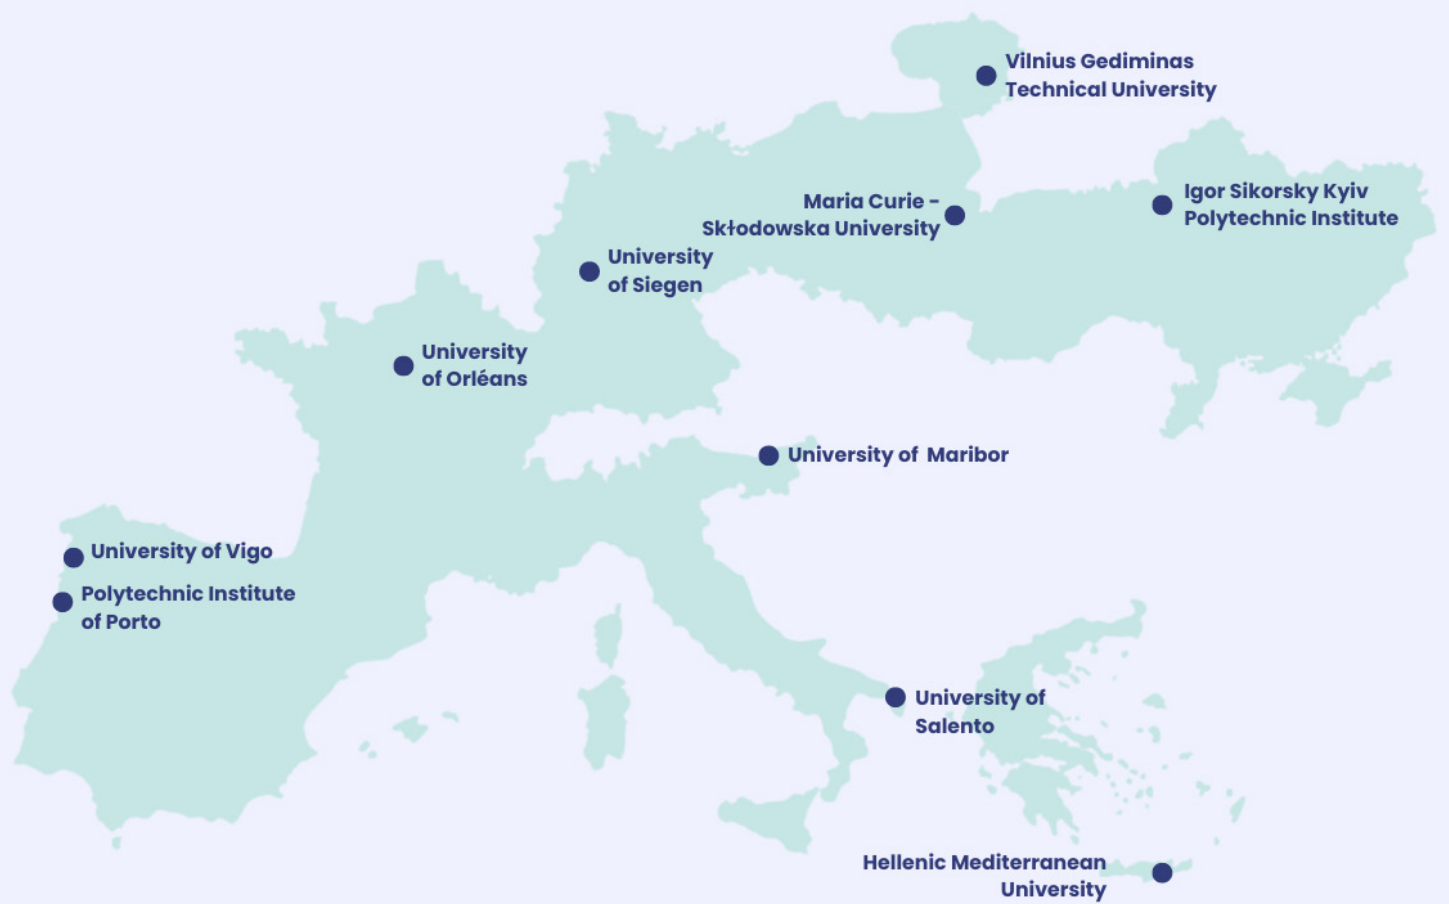 Vilnius Gediminas
Technical University
Igor Sikorsky Kyiv
Polytechnic Institute
Maria Curie -
Skłodowska University
University
of Siegen
University
of Orléans
University of Maribor
University of Vigo
Polytechnic Institute
of Porto
University of
Salento
Hellenic Mediterranean
University